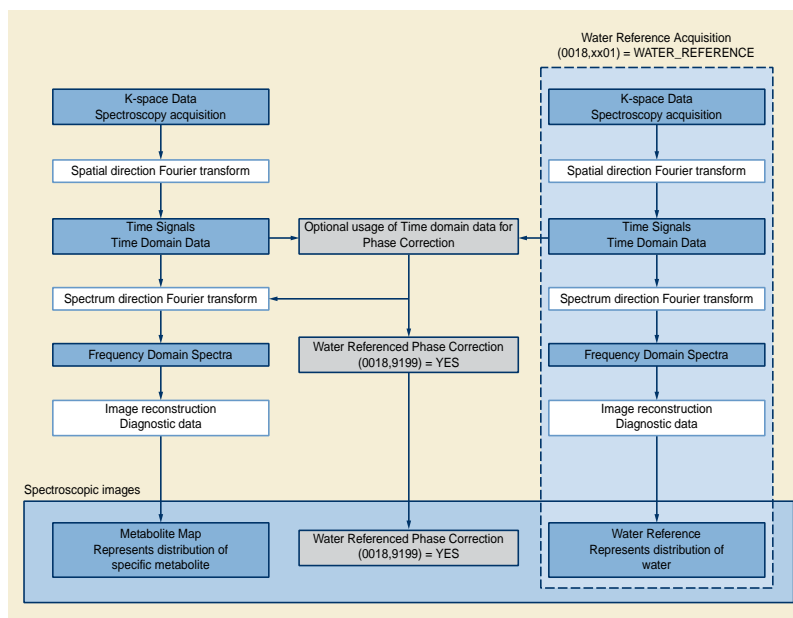 Water Reference Acquisition
(0018,xx01) = WATER_REFERENCE
K-space Data
Spectroscopy acquisition
K-space Data
Spectroscopy acquisition
Spatial direction Fourier transform
Spatial direction Fourier transform
Time Signals
Time Domain Data
Optional usage of Time domain data for
Phase Correction
Time Signals
Time Domain Data
Spectrum direction Fourier transform
Spectrum direction Fourier transform
Water Referenced Phase Correction
(0018,9199) = YES
Frequency Domain Spectra
Frequency Domain Spectra
Image reconstruction
Diagnostic data
Image reconstruction
Diagnostic data
Spectroscopic images
Metabolite Map
Represents distribution of
specific metabolite
Water Referenced Phase Correction
(0018,9199) = YES
Water Reference
Represents distribution of
water